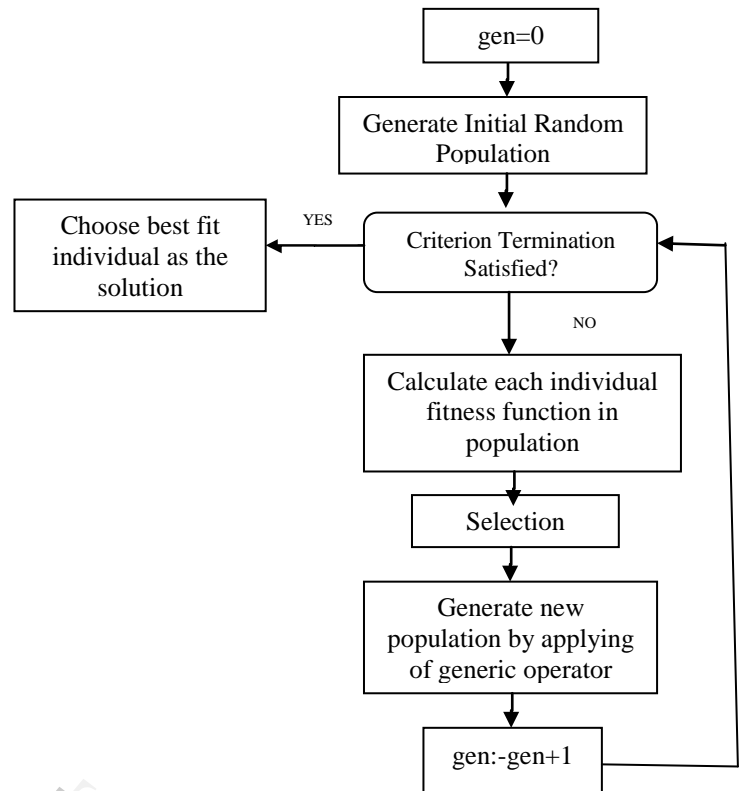 gen=0
Generate Initial Random
Population
Choose best fit
individual as the
solution
YES
Criterion Termination
Satisfied?
NO
Calculate each individual
fitness function in
population
Selection
Generate new
population by applying
of generic operator
gen:-gen+1